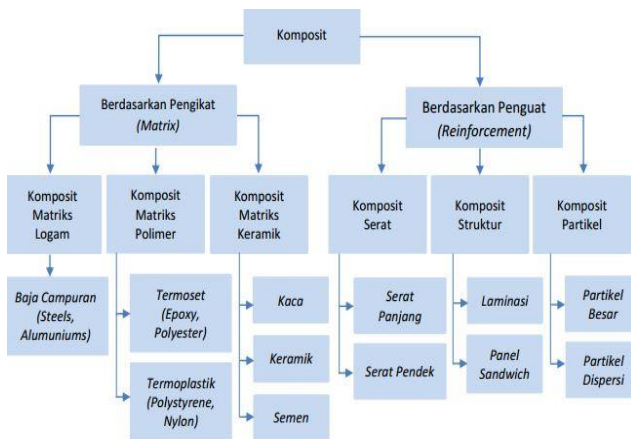 Komposit
Berdasarkan Pengikat
(Matrix)
Berdasarkan Penguat
(Reinforcement)
Komposit
Matriks
Logam
Komposit
Matriks
Polimer
Komposit
Matriks
Keramik
Komposit
Serat
Komposit
Struktur
Komposit
Partikel
Baja Campuran
(Steels,
Alumuniums)
Termoset
(Epoxy,
Polyester)
Termoplastik
(Polystyrene,
Nylon)
Kaca
Keramik
Semen
Serat
Panjang
Serat Pendek
Laminasi
Panel
Sandwich
Partikel
Besar
Partikel
Dispersi